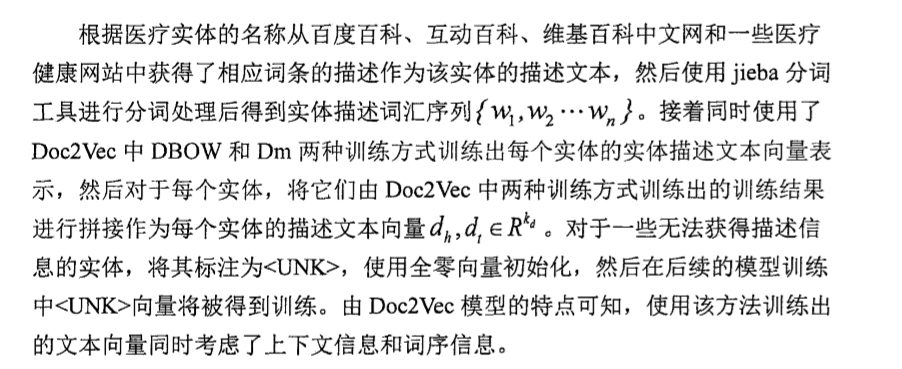 根据医疗实体的名称从百度百科、互动百科、维基百科中文网和一些医疗
健康网站中获得了相应词条的描述作为该实体的描述文本，然后使用 jieba 分词
工具进行分词处理后得到实体描述词汇序列{w₁,w₂⋯wₙ}。接着同时使用了
Doc2Vec 中 DBOW 和 Dm 两种训练方式训练出每个实体的实体描述文本向量表
示，然后对于每个实体，将它们由 Doc2Vec 中两种训练方式训练出的训练结果
进行拼接作为每个实体的描述文本向量 d_h,d_t∈R^{k_d}。对于一些无法获得描述信
息的实体，将其标注为<UNK>，使用全零向量初始化，然后在后续的模型训练
中<UNK>向量将被得到训练。由 Doc2Vec 模型的特点可知，使用该方法训练出
的文本向量同时考虑了上下文信息和词序信息。